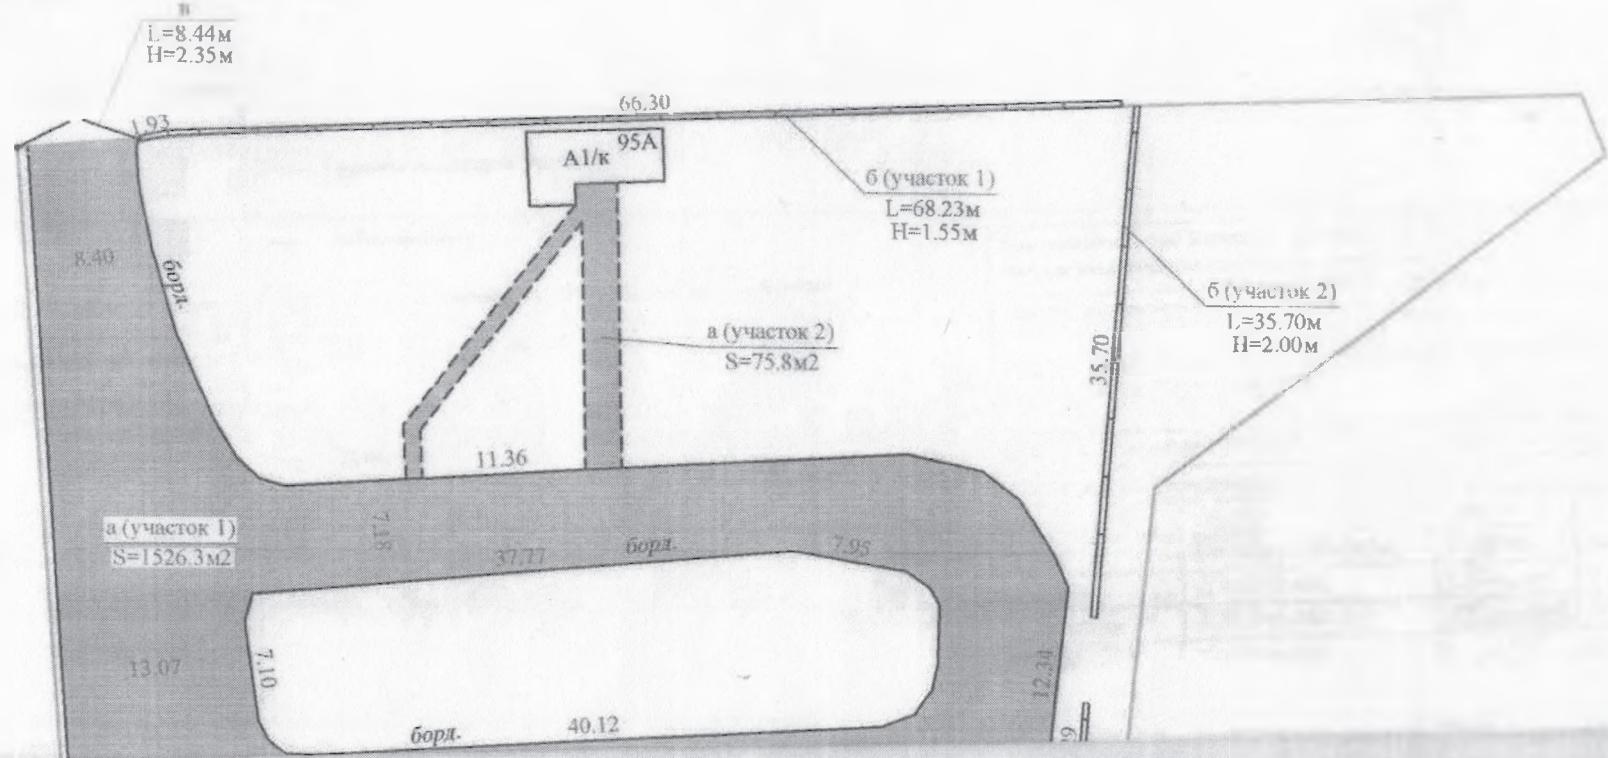 в
L=8.44м
H=2.35м
1.93
66.30
95А
А1/к
б (участок 1)
L=68.23м
H=1.55м
8.40
борд.
б (участок 2)
L=35.70м
H=2.00м
а (участок 2)
S=75.8м2
35.70
11.36
а (участок 1)
S=1526.3м2
7.18
37.77
борд.
7.95
13.07
7.10
12.34
борд.
40.12